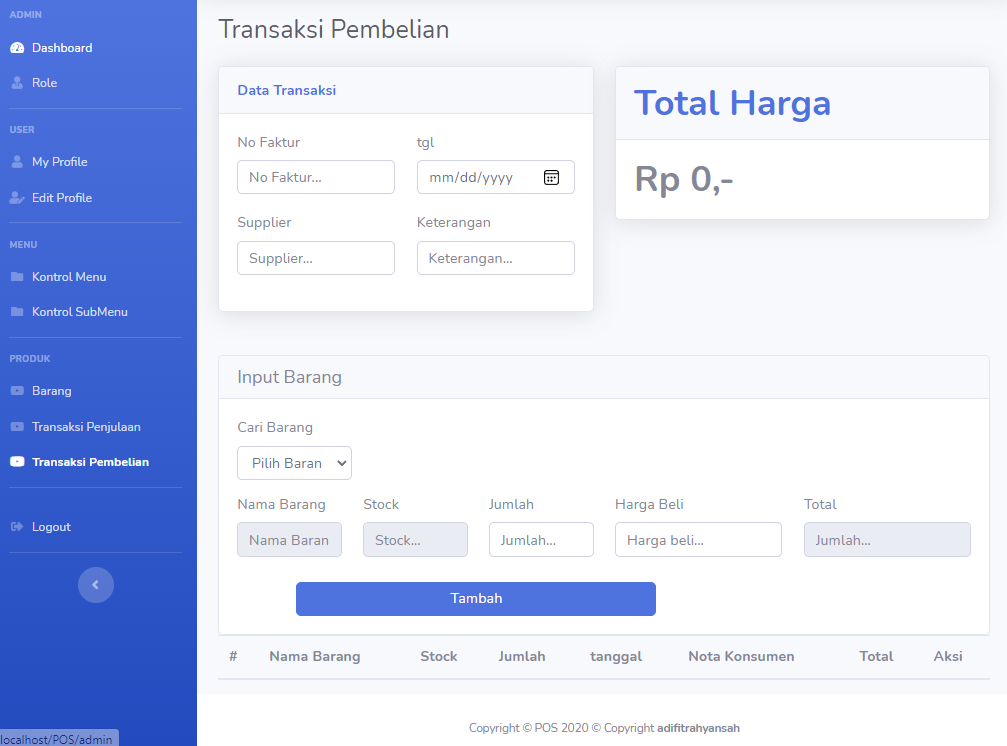 ADMIN
Dashboard
Role
USER
My Profile
Edit Profile
MENU
Kontrol Menu
Kontrol SubMenu
PRODUK
Barang
Transaksi Penjulaan
Transaksi Pembelian
Logout
localhost/POS/admin
Transaksi Pembelian
Data Transaksi
No Faktur tgl
No Faktur... mm/dd/yyyy
Supplier Keterangan
Supplier... Keterangan...
Total Harga
Rp 0,-
Input Barang
Cari Barang
Pilih Baran
Nama Barang Stock Jumlah Harga Beli Total
Nama Baran Stock... Jumlah... Harga beli... Jumlah...
Tambah
# Nama Barang Stock Jumlah tanggal Nota Konsumen Total Aksi
Copyright © POS 2020 © Copyright adifitrahyansah